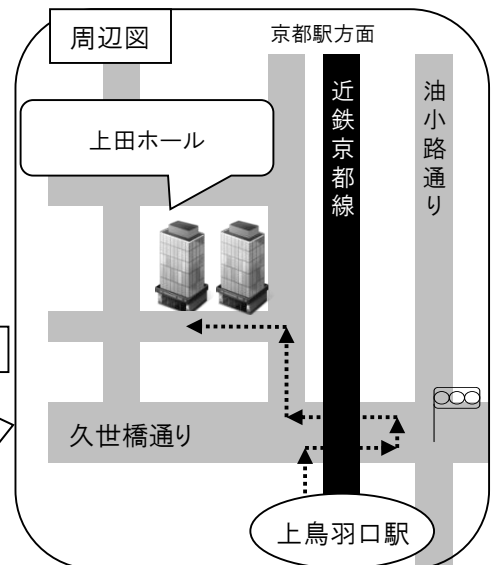 周辺図
京都駅方面
上田ホール
近鉄京都線
油小路通り
久世橋通り
上鳥羽口駅